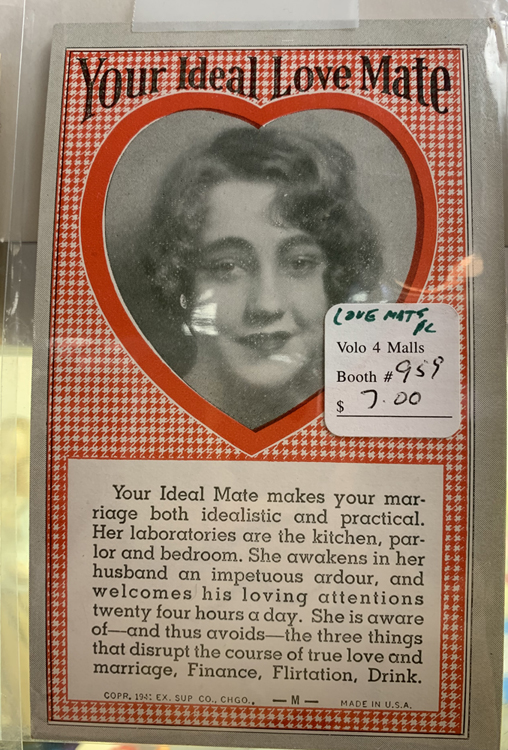 Your Ideal Love Mate
LOVE MATE
PC
Volo 4 Malls
Booth # 959
$ 7.00
Your Ideal Mate makes your mar-
riage both idealistic and practical.
Her laboratories are the kitchen, par-
lor and bedroom. She awakens in her
husband an impetuous ardour, and
welcomes his loving attentions
twenty four hours a day. She is aware
of—and thus avoids—the three things
that disrupt the course of true love and
marriage, Finance, Flirtation, Drink.
COPR. 1941 EX. SUP CO., CHGO., — M — MADE IN U.S.A.